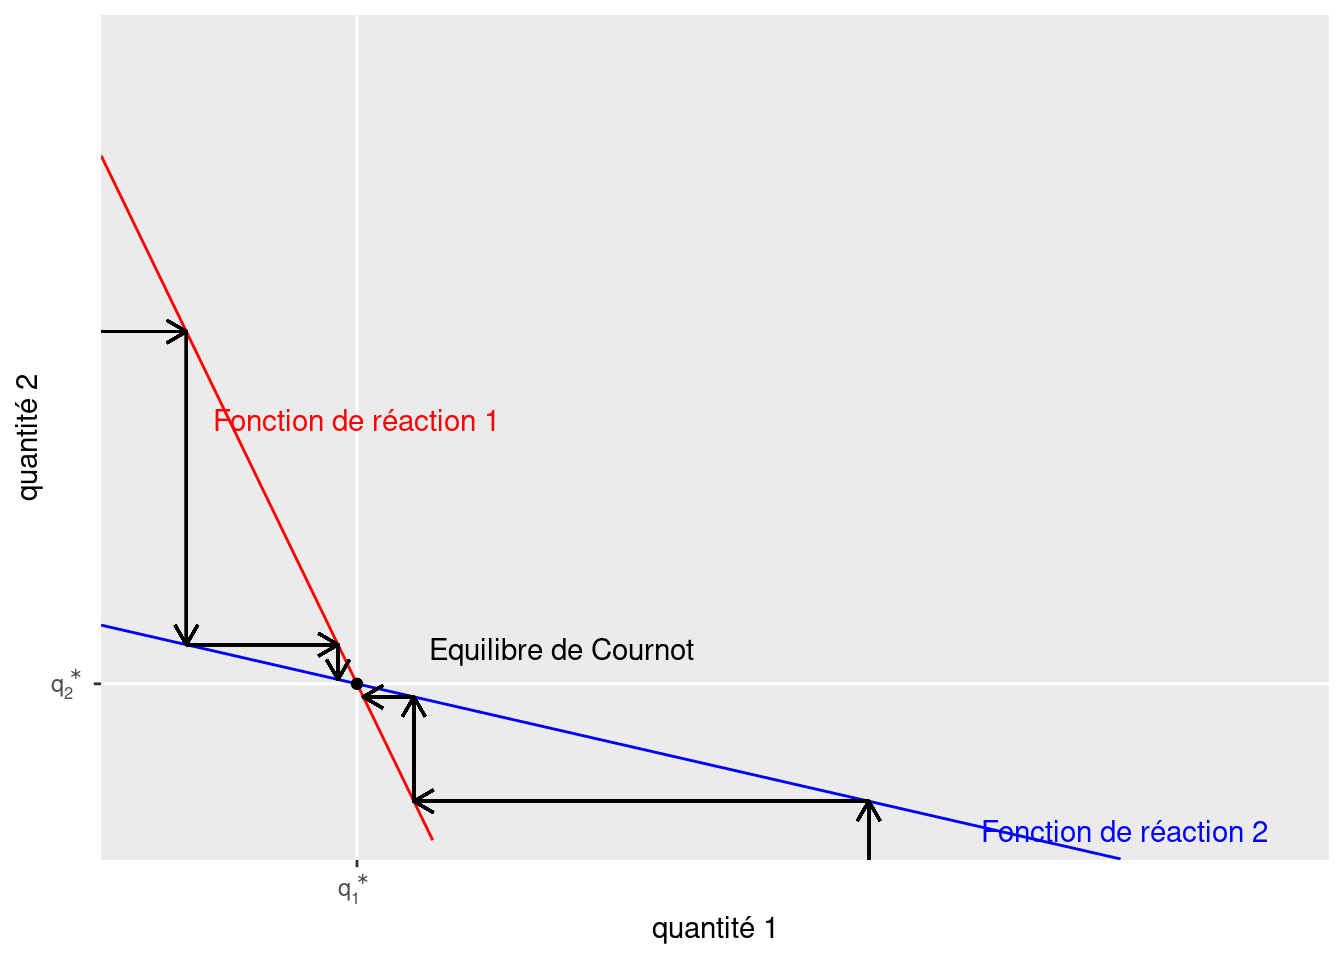 quantité 2
Fonction de réaction 1
Equilibre de Cournot
q₂*
Fonction de réaction 2
q₁*
quantité 1